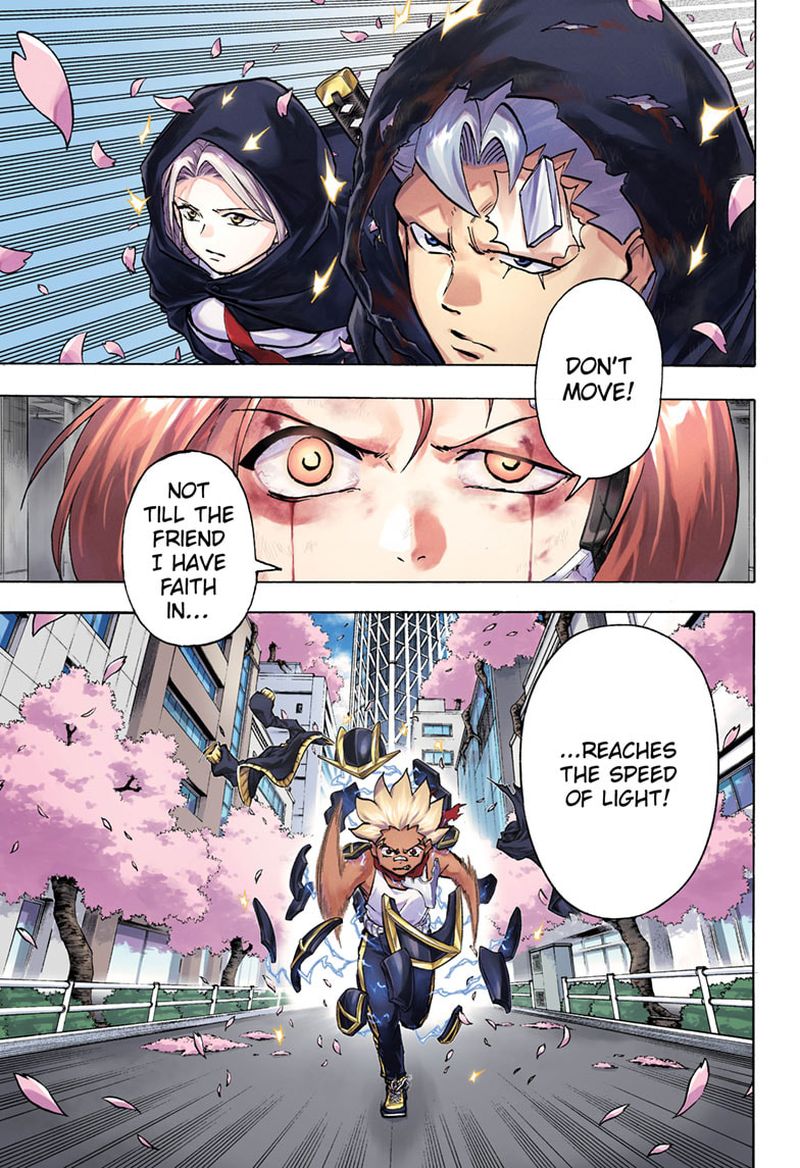 DON'T
MOVE!
NOT
TILL THE
FRIEND
I HAVE
FAITH
IN...
...REACHES
THE SPEED
OF LIGHT!